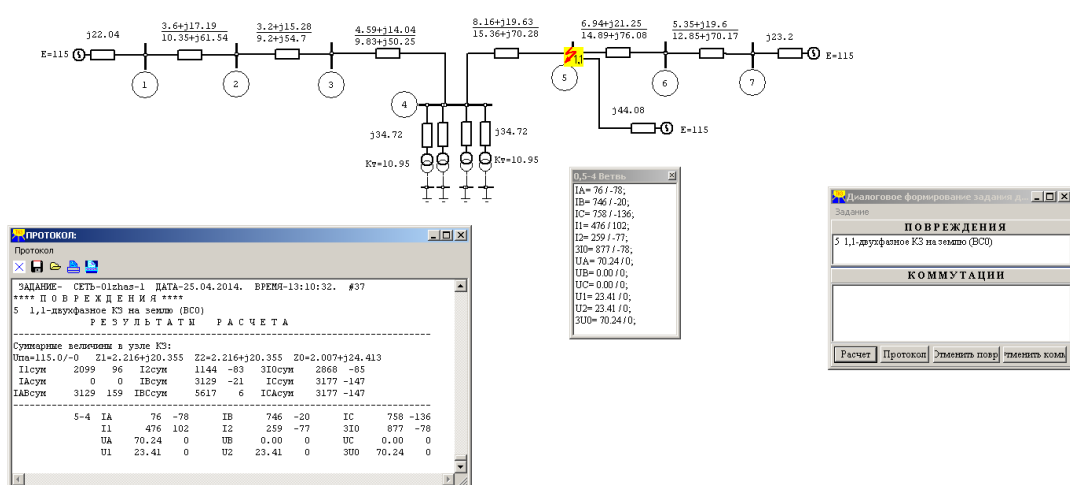 j22.04
3.6+j17.19
10.35+j61.54
3.2+j15.28
9.2+j54.7
4.59+j14.04
9.83+j50.25
8.16+j19.63
15.36+j70.28
6.94+j21.25
14.89+j76.08
5.35+j19.6
12.85+j70.17
j23.2
E=115
1
2
3
1,1
5
6
7
E=115
4
j44.08
E=115
j34.72
j34.72
Кт=10.95
Кт=10.95
0,5-4 Ветвь
IA= 76 / -78;
IB= 746 / -20;
IC= 758 / -136;
I1= 476 / 102;
I2= 259 / -77;
3I0= 877 / -78;
UA= 70.24 / 0;
UB= 0.00 / 0;
UC= 0.00 / 0;
U1= 23.41 / 0;
U2= 23.41 / 0;
3U0= 70.24 / 0;
Диалоговое формирование задания д...
Задание
ПОВРЕЖДЕНИЯ
5 1,1-двухфазное КЗ на землю (BC0)
КОММУТАЦИИ
Расчет
Протокол
Отменить повр
тменить комм
ПРОТОКОЛ:
Протокол
ЗАДАНИЕ- СЕТЬ-Olzhas-1 ДАТА-25.04.2014. ВРЕМЯ-13:10:32. #37
**** П О В Р Е Ж Д Е Н И Я ****
5 1,1-двухфазное КЗ на землю (BC0)
Р Е З У Л Ь Т А Т Ы Р А С Ч Е Т А
Суммарные величины в узле КЗ:
Uпа=115.0/-0 Z1=2.216+j20.355 Z2=2.216+j20.355 Z0=2.007+j24.413
I1сум 2099 96 I2сум 1144 -83 3I0сум 2868 -85
IAсум 0 0 IBсум 3129 -21 ICсум 3177 -147
IABсум 3129 159 IBCсум 5617 6 ICAсум 3177 -147
5-4 IA 76 -78 IB 746 -20 IC 758 -136
I1 476 102 I2 259 -77 3I0 877 -78
UA 70.24 0 UB 0.00 0 UC 0.00 0
U1 23.41 0 U2 23.41 0 3U0 70.24 0